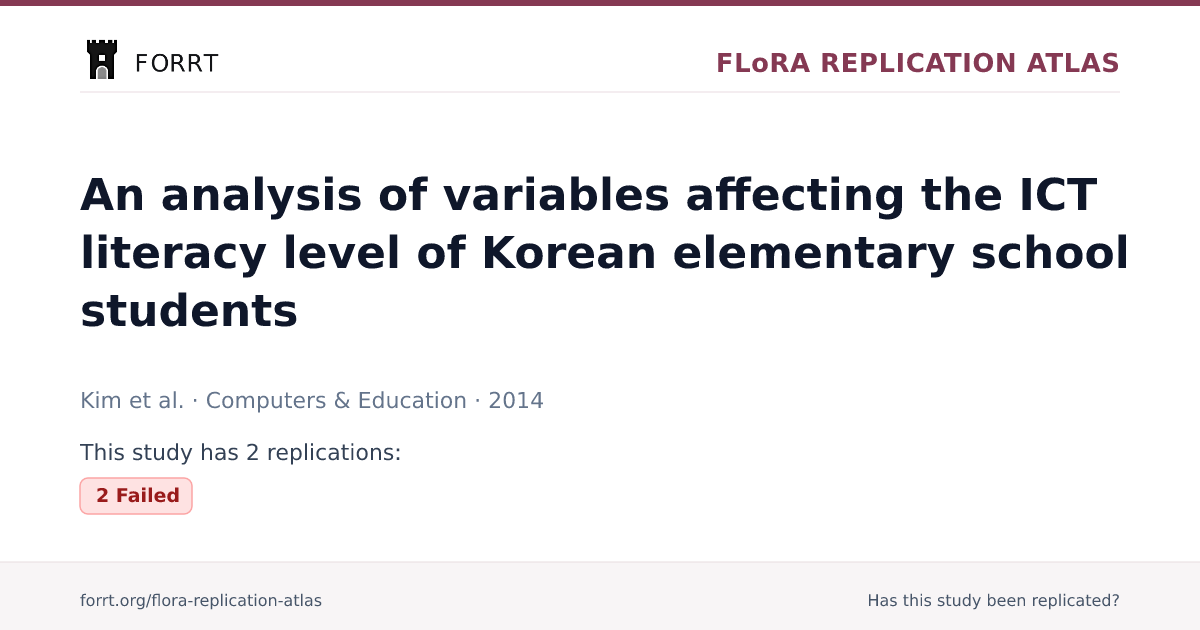 FORRT
FLoRA REPLICATION ATLAS
An analysis of variables affecting the ICT
literacy level of Korean elementary school
students
Kim et al. · Computers & Education · 2014
This study has 2 replications:
2 Failed
forrt.org/flora-replication-atlas
Has this study been replicated?